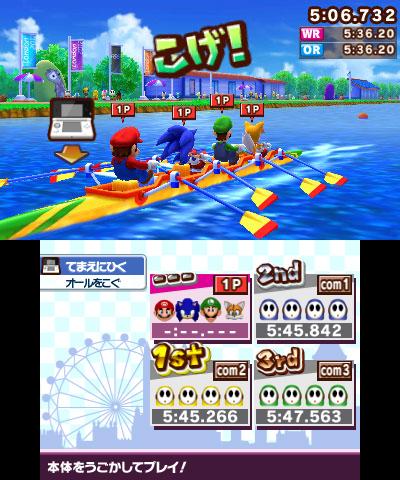 5:06.732
WR 5:36.20
OR 5:36.20
こげ!
1P
1P
1P
1P
てまえにひく
オールをこぐ
--- 1P
-:--.---
2nd com1
5:45.842
1st com2
5:45.266
3rd com3
5:47.563
本体をうごかしてプレイ!